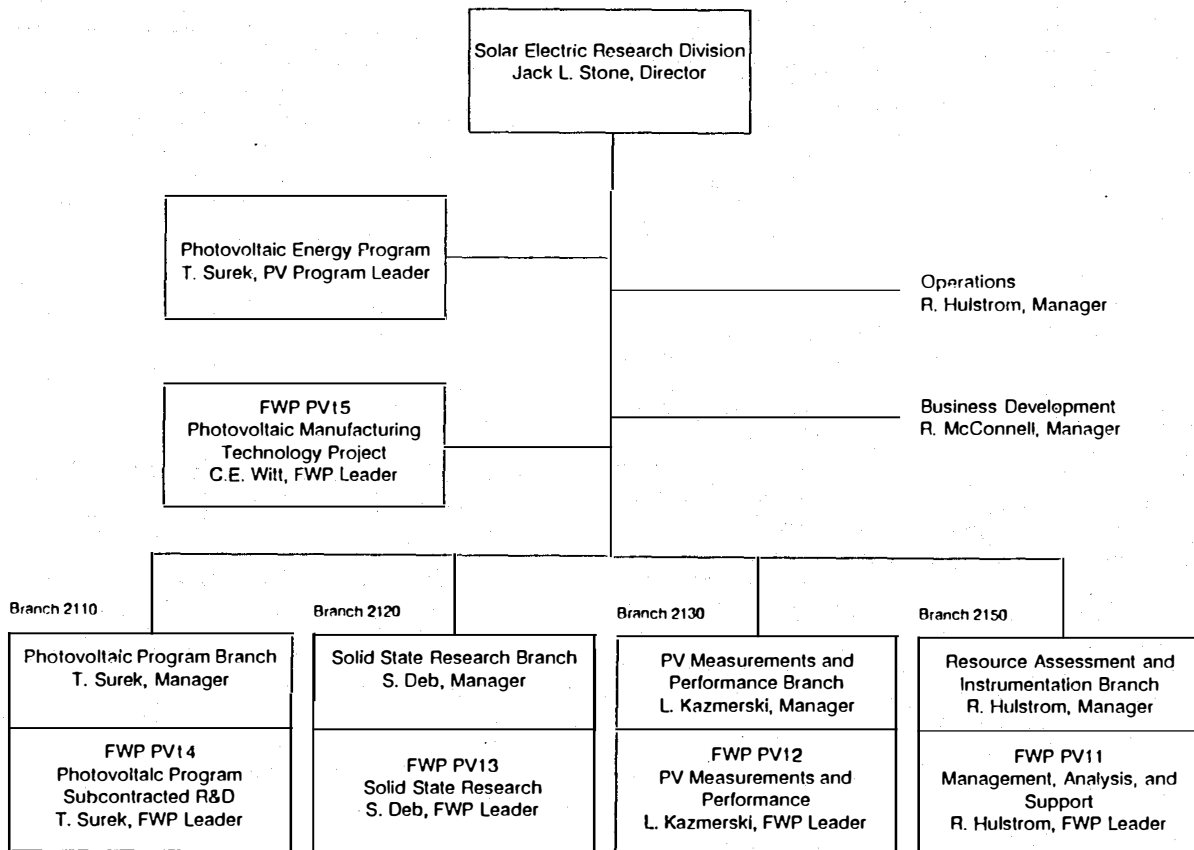 Solar Electric Research Division
Jack L. Stone, Director
Photovoltaic Energy Program
T. Surek, PV Program Leader
Operations
R. Hulstrom, Manager
FWP PV15
Photovoltaic Manufacturing
Technology Project
C.E. Witt, FWP Leader
Business Development
R. McConnell, Manager
Branch 2110
Photovoltaic Program Branch
T. Surek, Manager
FWP PV14
Photovoltaic Program
Subcontracted R&D
T. Surek, FWP Leader
Branch 2120
Solid State Research Branch
S. Deb, Manager
FWP PV13
Solid State Research
S. Deb, FWP Leader
Branch 2130
PV Measurements and
Performance Branch
L. Kazmerski, Manager
FWP PV12
PV Measurements and
Performance
L. Kazmerski, FWP Leader
Branch 2150
Resource Assessment and
Instrumentation Branch
R. Hulstrom, Manager
FWP PV11
Management, Analysis, and
Support
R. Hulstrom, FWP Leader